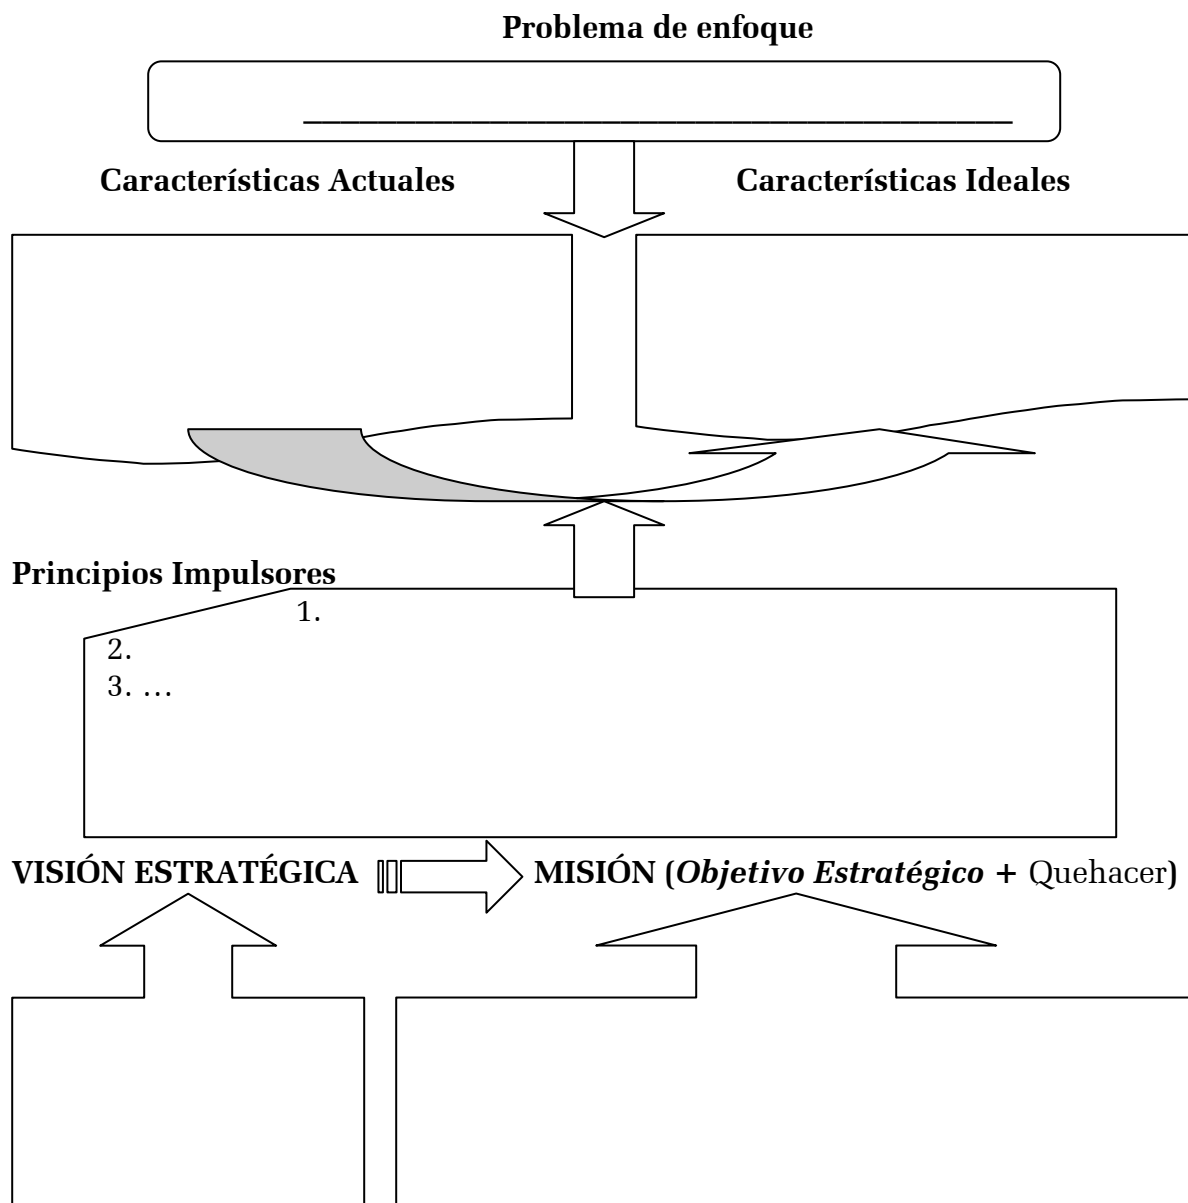 Problema de enfoque
Características Actuales
Características Ideales
Principios Impulsores
1.
2.
3. …
VISIÓN ESTRATÉGICA
MISIÓN (Objetivo Estratégico + Quehacer)